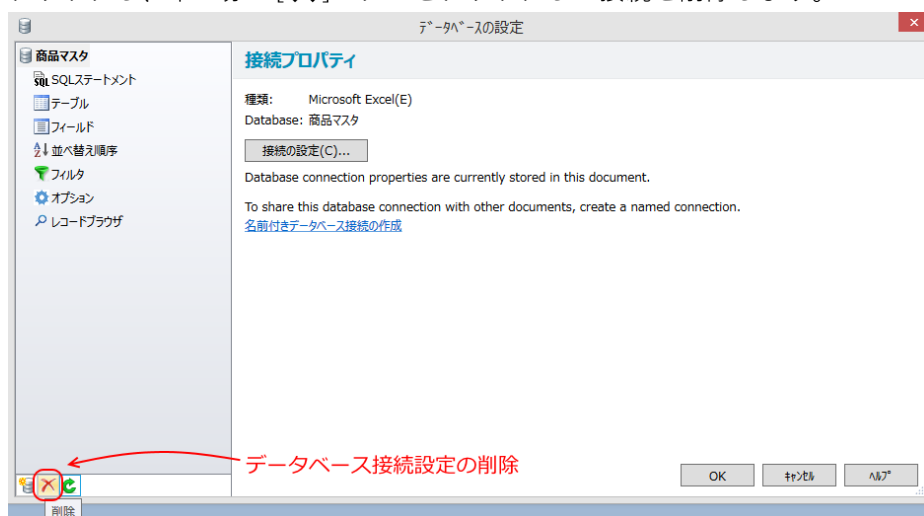 データベースの設定
商品マスタ
SQLステートメント
テーブル
フィールド
並べ替え順序
フィルタ
オプション
レコードブラウザ
接続プロパティ
種類: Microsoft Excel(E)
Database: 商品マスタ
接続の設定(C)...
Database connection properties are currently stored in this document.
To share this database connection with other documents, create a named connection.
名前付きデータベース接続の作成
データベース接続設定の削除
OK
キャンセル
ヘルプ
削除